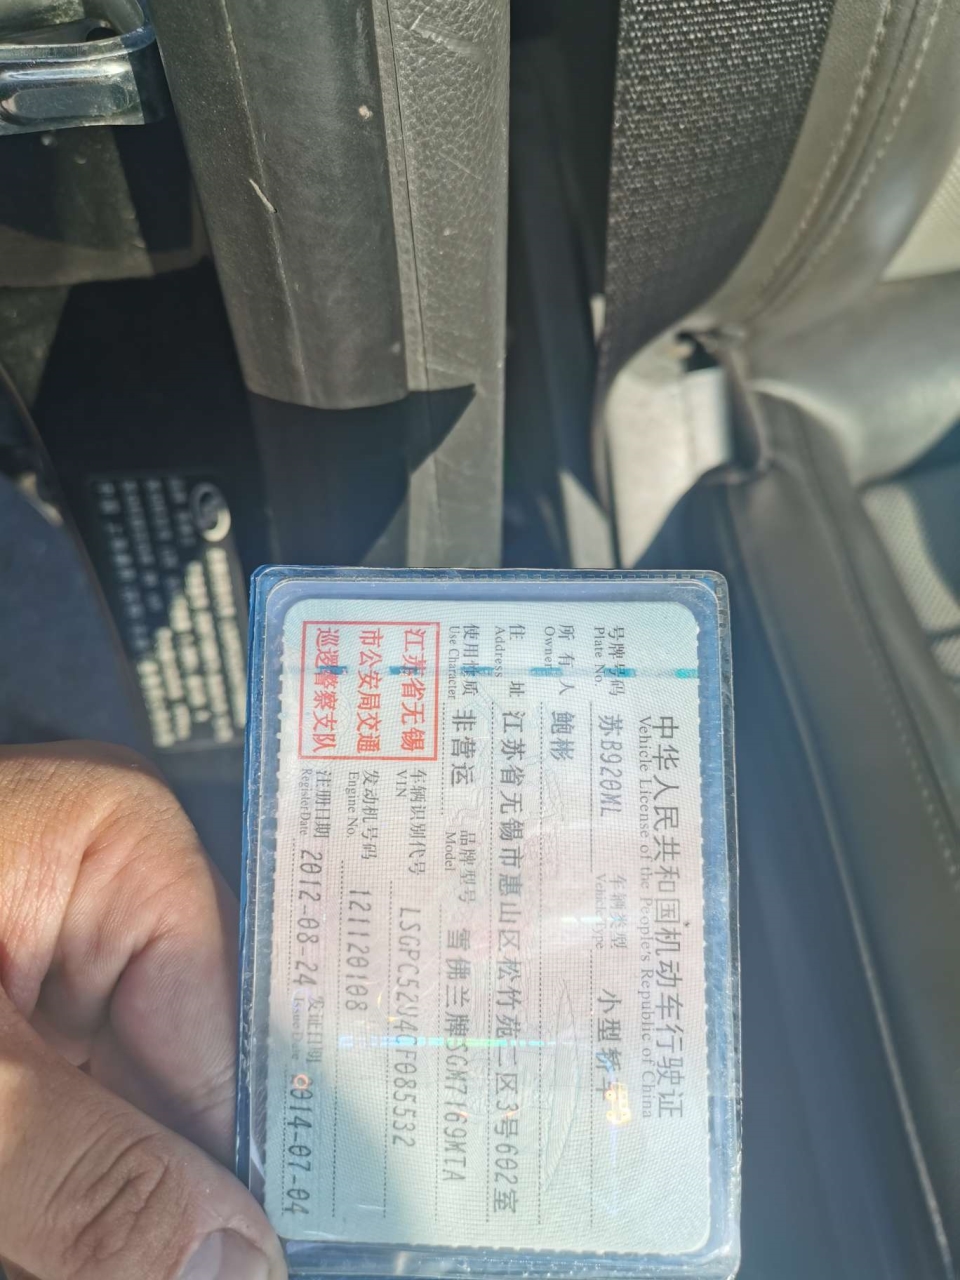 中华人民共和国机动车行驶证
Vehicle License of the People's Republic of China
号牌号码 苏B920ML 车辆类型 小型轿车
Plate No. Vehicle Type
所有人 鲍彬
Owner
住址 江苏省无锡市惠山区松竹苑二区3号602室
Address
使用性质 非营运 品牌型号 雪佛兰牌SGM7169MTA
Use Character Model
江苏省无锡
市公安局交通
巡逻警察支队
车辆识别代号
VIN
发动机号码 121120108
Engine No.
注册日期 2012-08-24 发证日期 2014-07-04
Register Date Issue Date